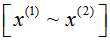 [ x⁽¹⁾ ~ x⁽²⁾ ]